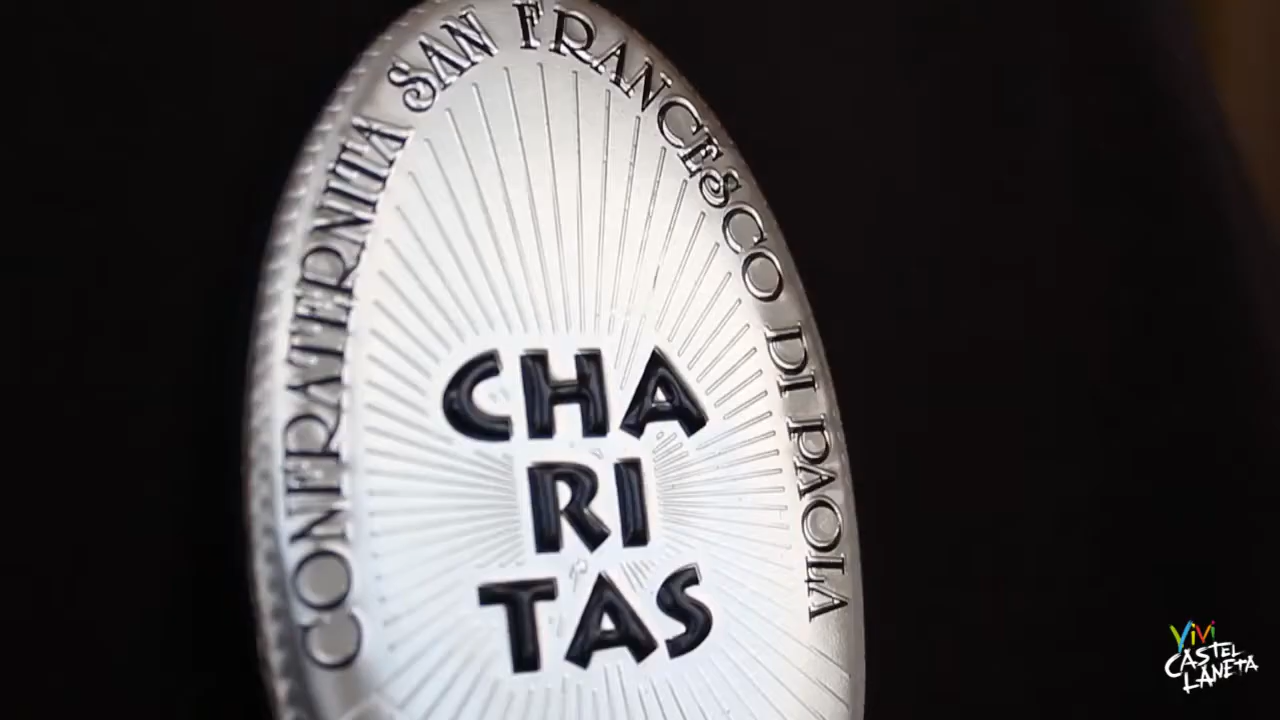 CONFRATERNITA SAN FRANCESCO DI PAOLA
CHA
RI
TAS
ViVi
CASTEL
LANETA